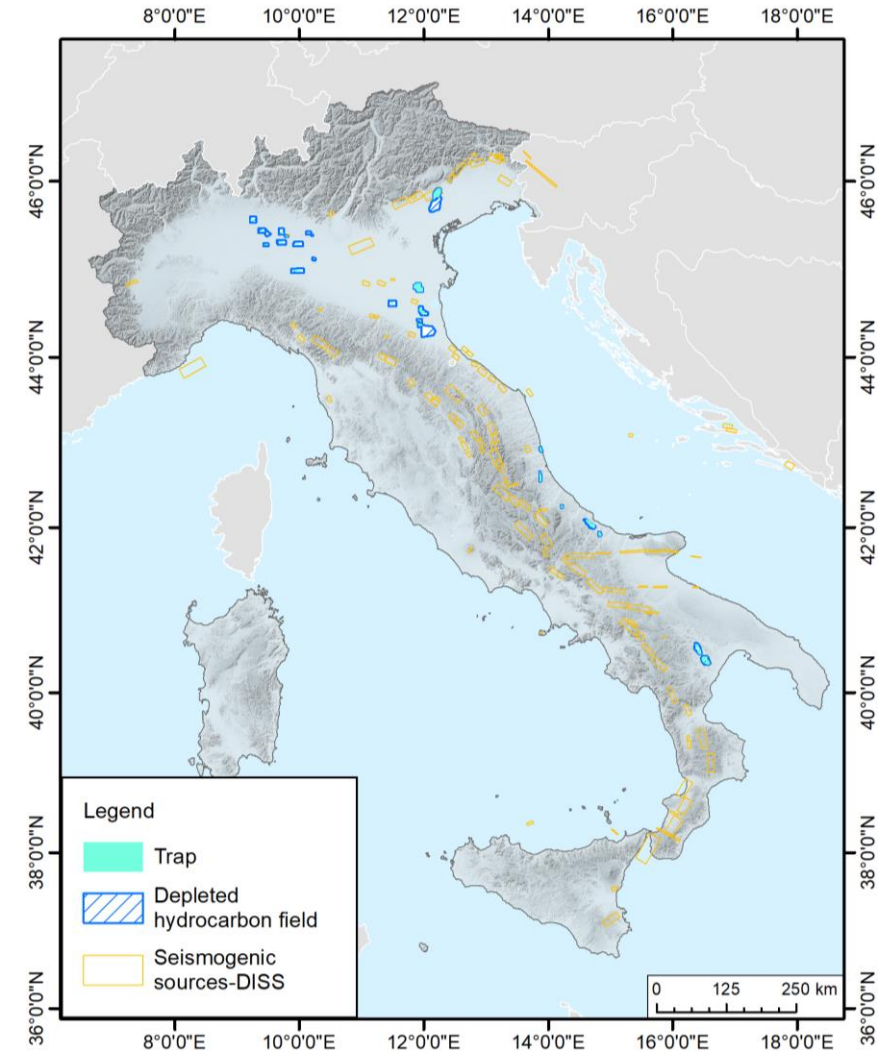 8°0'0"E 10°0'0"E 12°0'0"E 14°0'0"E 16°0'0"E 18°0'0"E
46°0'0"N 46°0'0"N
44°0'0"N 44°0'0"N
42°0'0"N 42°0'0"N
40°0'0"N 40°0'0"N
38°0'0"N 38°0'0"N
36°0'0"N 36°0'0"N
Legend
Trap
Depleted
hydrocarbon field
Seismogenic
sources-DISS
0 125 250 km
8°0'0"E 10°0'0"E 12°0'0"E 14°0'0"E 16°0'0"E 18°0'0"E